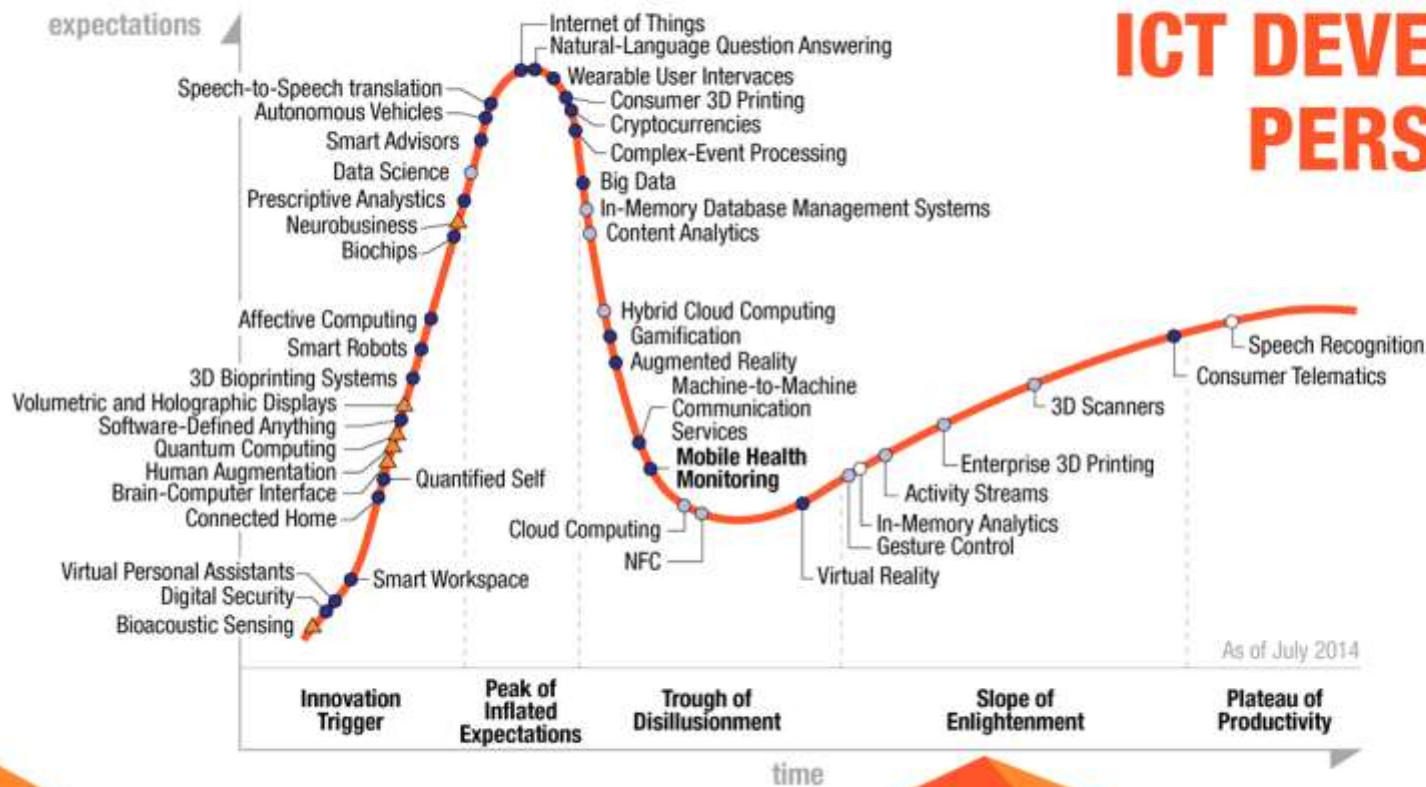 expectations
ICT DEVE
PERS
Internet of Things
Natural-Language Question Answering
Wearable User Intervaces
Consumer 3D Printing
Cryptocurrencies
Complex-Event Processing
Big Data
In-Memory Database Management Systems
Content Analytics
Hybrid Cloud Computing
Gamification
Augmented Reality
Machine-to-Machine
Communication
Services
Mobile Health
Monitoring
Speech-to-Speech translation
Autonomous Vehicles
Smart Advisors
Data Science
Prescriptive Analystics
Neurobusiness
Biochips
Affective Computing
Smart Robots
3D Bioprinting Systems
Volumetric and Holographic Displays
Software-Defined Anything
Quantum Computing
Human Augmentation
Brain-Computer Interface
Connected Home
Quantified Self
Virtual Personal Assistants
Digital Security
Bioacoustic Sensing
Smart Workspace
Cloud Computing
NFC
Virtual Reality
Gesture Control
In-Memory Analytics
Activity Streams
Enterprise 3D Printing
3D Scanners
Consumer Telematics
Speech Recognition
As of July 2014
Innovation
Trigger
Peak of
Inflated
Expectations
Trough of
Disillusionment
Slope of
Enlightenment
Plateau of
Productivity
time